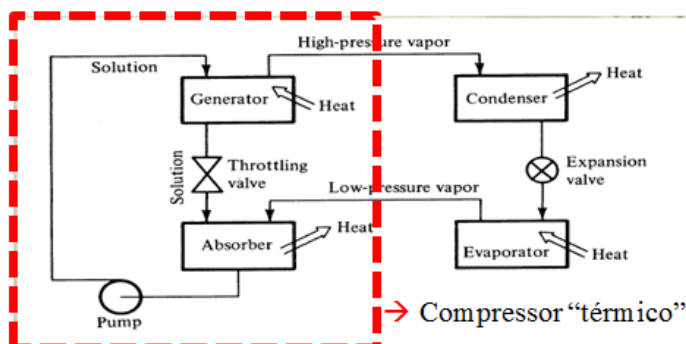 High-pressure vapor
Solution
Generator
Heat
Condenser
Heat
Solution
Throttling
valve
Expansion
valve
Low-pressure vapor
Absorber
Heat
Evaporator
Heat
Pump
→ Compressor “térmico”